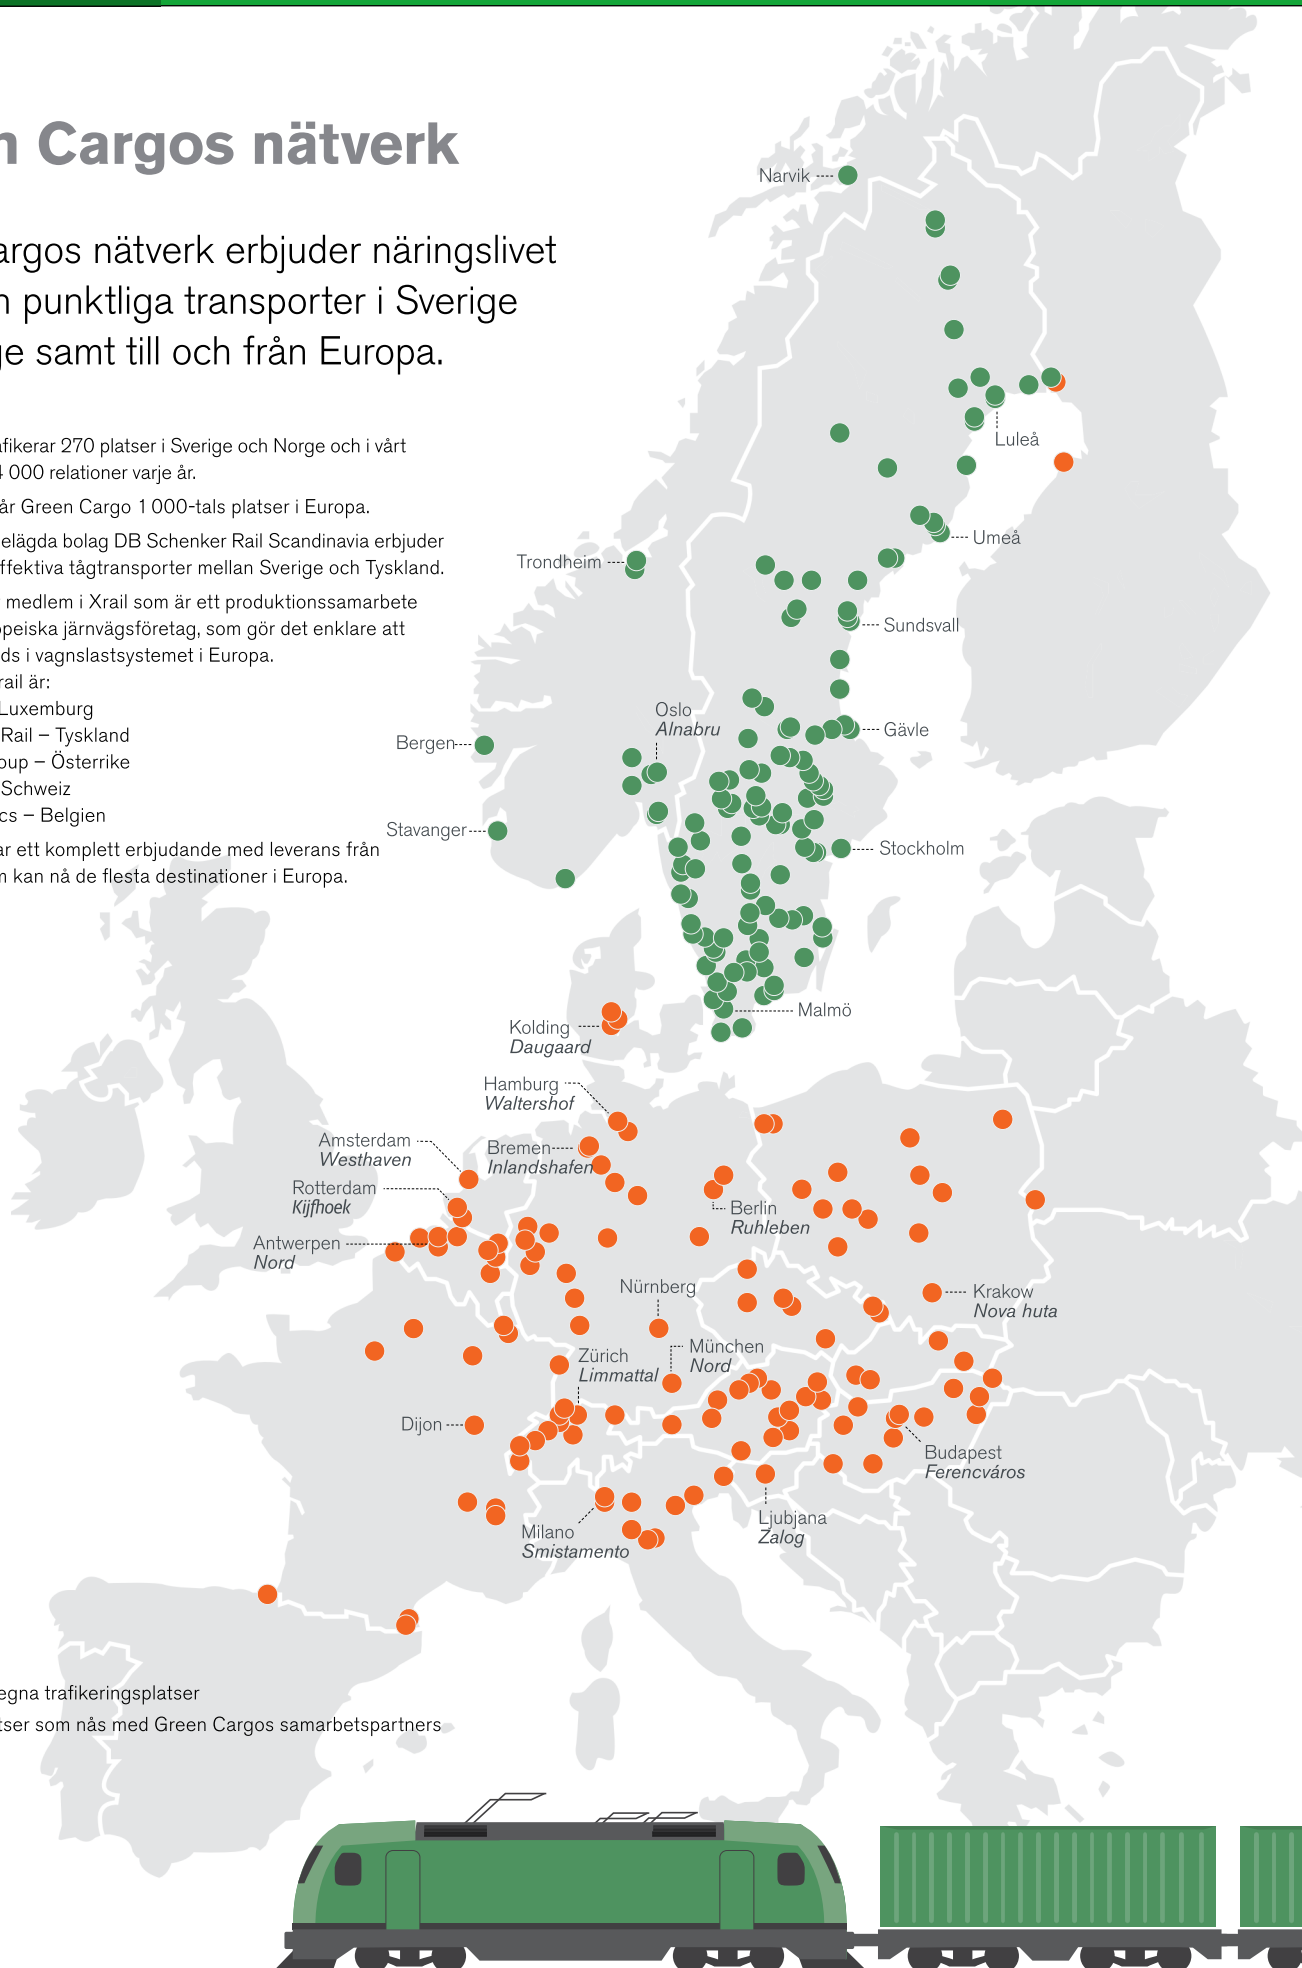 n Cargos nätverk
argos nätverk erbjuder näringslivet
n punktliga transporter i Sverige
ge samt till och från Europa.
afikerar 270 platser i Sverige och Norge och i vårt
4 000 relationer varje år.
år Green Cargo 1 000-tals platser i Europa.
elägda bolag DB Schenker Rail Scandinavia erbjuder
ffektiva tågtransporter mellan Sverige och Tyskland.
r medlem i Xrail som är ett produktionssamarbete
opeiska järnvägsföretag, som gör det enklare att
ds i vagnslastsystemet i Europa.
rail är:
Luxemburg
Rail – Tyskland
oup – Österrike
Schweiz
cs – Belgien
ar ett komplett erbjudande med leverans från
m kan nå de flesta destinationer i Europa.
Narvik
Luleå
Umeå
Trondheim
Sundsvall
Oslo
Alnabru
Gävle
Bergen
Stavanger
Stockholm
Malmö
Kolding
Daugaard
Hamburg
Waltershof
Amsterdam
Westhaven
Bremen
Inlandshafen
Rotterdam
Kijfhoek
Berlin
Ruhleben
Antwerpen
Nord
Nürnberg
Krakow
Nova huta
München
Nord
Zürich
Limmattal
Dijon
Budapest
Ferencváros
Ljubjana
Zalog
Milano
Smistamento
egna trafikeringsplatser
tser som nås med Green Cargos samarbetspartners